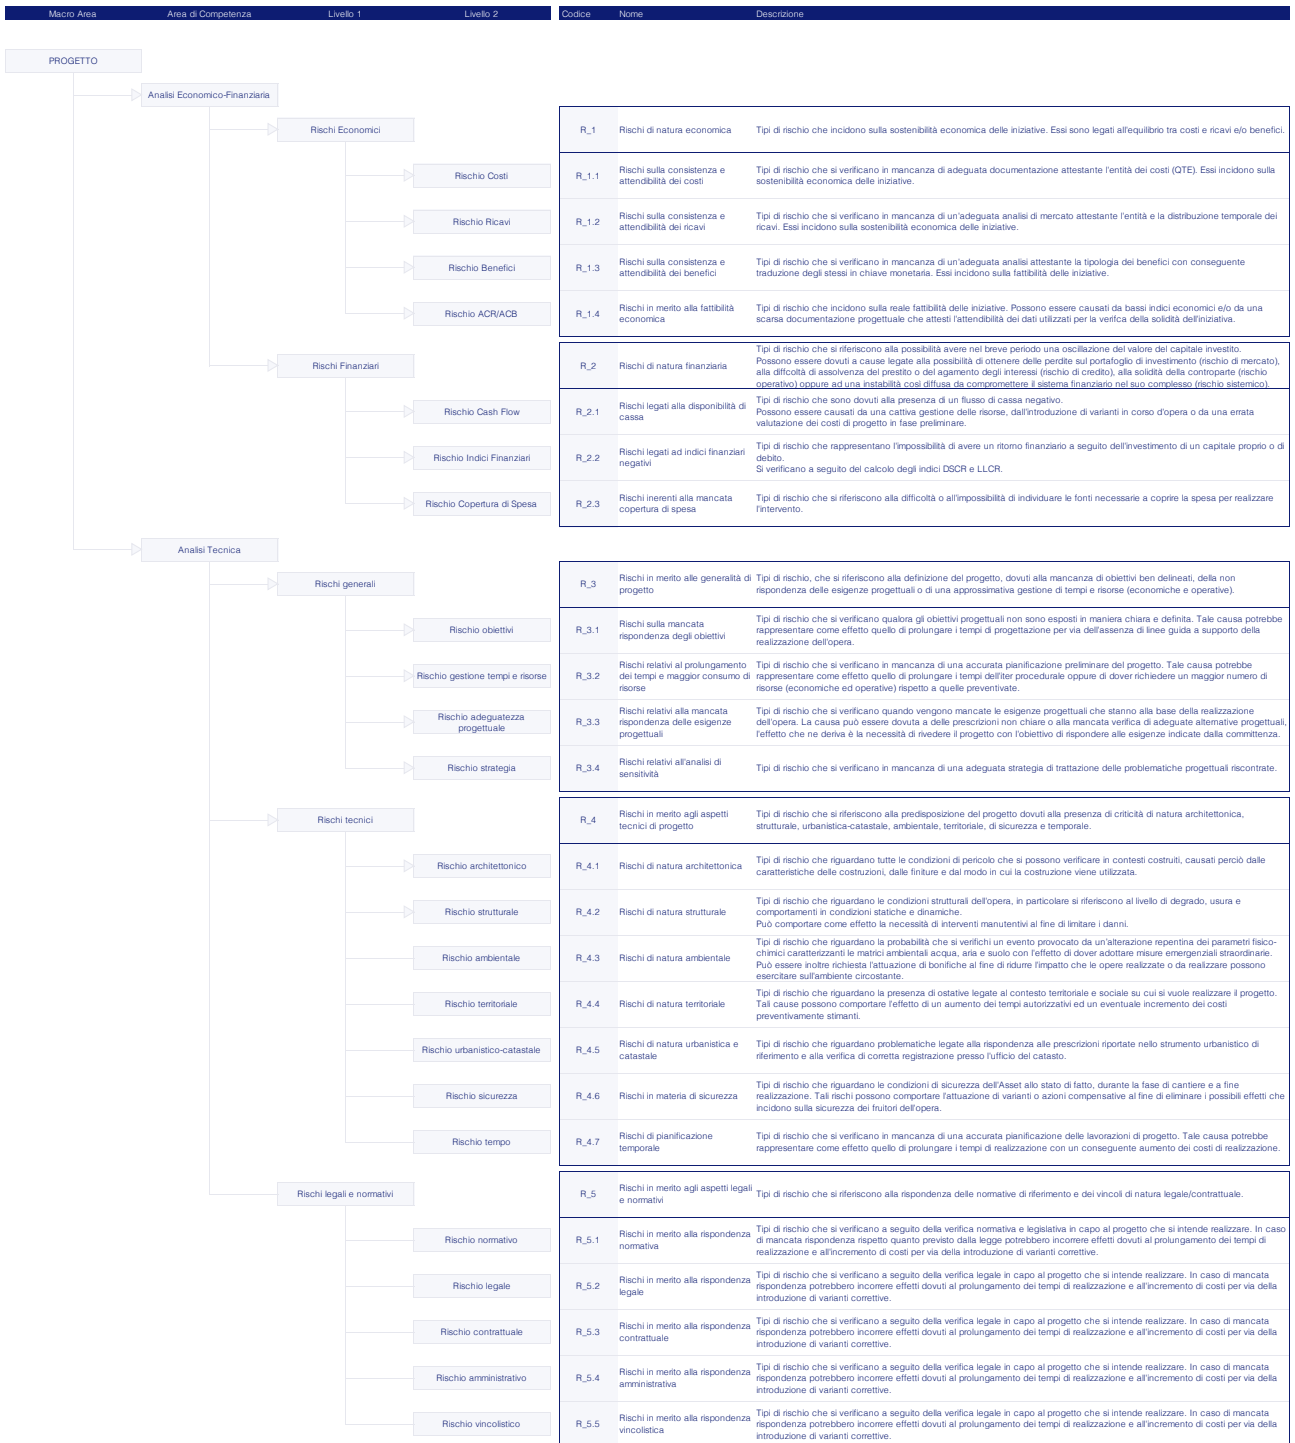 Macro Area Area di Competenza Livello 1 Livello 2 Codice Nome Descrizione
PROGETTO
Analisi Economico-Finanziaria
Rischi Economici
R_1
Rischi di natura economica
Tipi di rischio che incidono sulla sostenibilità economica delle iniziative. Essi sono legati all'equilibrio tra costi e ricavi e/o benefici.
Rischio Costi
R_1.1
Rischi sulla consistenza e
attendibilità dei costi
Tipi di rischio che si verificano in mancanza di adeguata documentazione attestante l'entità dei costi (QTE). Essi incidono sulla
sostenibilità economica delle iniziative.
Rischio Ricavi
R_1.2
Rischi sulla consistenza e
attendibilità dei ricavi
Tipi di rischio che si verificano in mancanza di un'adeguata analisi di mercato attestante l'entità e la distribuzione temporale dei
ricavi. Essi incidono sulla sostenibilità economica delle iniziative.
Rischio Benefici
R_1.3
Rischi sulla consistenza e
attendibilità dei benefici
Tipi di rischio che si verificano in mancanza di un'adeguata analisi attestante la tipologia dei benefici con conseguente
traduzione degli stessi in chiave monetaria. Essi incidono sulla fattibilità delle iniziative.
Rischio ACR/ACB
R_1.4
Rischi in merito alla fattibilità
economica
Tipi di rischio che incidono sulla reale fattibilità delle iniziative. Possono essere causati da bassi indici economici e/o da una
scarsa documentazione progettuale che attesti l'attendibilità dei dati utilizzati per la verifca della solidità dell'iniziativa.
Rischi Finanziari
R_2
Rischi di natura finanziaria
Tipi di rischio che si riferiscono alla possibilità avere nel breve periodo una oscillazione del valore del capitale investito.
Possono essere dovuti a cause legate alla possibilità di ottenere delle perdite sul portafoglio di investimento (rischio di mercato),
alla diffcoltà di assolvenza del prestito o del agamento degli interessi (rischio di credito), alla solidità della controparte (rischio
operativo) oppure ad una instabilità così diffusa da compromettere il sistema finanziario nel suo complesso (rischio sistemico).
Rischio Cash Flow
R_2.1
Rischi legati alla disponibilità di
cassa
Tipi di rischio che sono dovuti alla presenza di un flusso di cassa negativo.
Possono essere causati da una cattiva gestione delle risorse, dall'introduzione di varianti in corso d'opera o da una errata
valutazione dei costi di progetto in fase preliminare.
Rischio Indici Finanziari
R_2.2
Rischi legati ad indici finanziari
negativi
Tipi di rischio che rappresentano l'impossibilità di avere un ritorno finanziario a seguito dell'investimento di un capitale proprio o di
debito.
Si verificano a seguito del calcolo degli indici DSCR e LLCR.
Rischio Copertura di Spesa
R_2.3
Rischi inerenti alla mancata
copertura di spesa
Tipi di rischio che si riferiscono alla difficoltà o all'impossibilità di individuare le fonti necessarie a coprire la spesa per realizzare
l'intervento.
Analisi Tecnica
Rischi generali
R_3
Rischi in merito alle generalità di
progetto
Tipi di rischio, che si riferiscono alla definizione del progetto, dovuti alla mancanza di obiettivi ben delineati, della non
rispondenza delle esigenze progettuali o di una approssimativa gestione di tempi e risorse (economiche e operative).
Rischio obiettivi
R_3.1
Rischi sulla mancata
rispondenza degli obiettivi
Tipi di rischio che si verificano qualora gli obiettivi progettuali non sono esposti in maniera chiara e definita. Tale causa potrebbe
rappresentare come effetto quello di prolungare i tempi di progettazione per via dell'assenza di linee guida a supporto della
realizzazione dell'opera.
Rischio gestione tempi e risorse
R_3.2
Rischi relativi al prolungamento
dei tempi e maggior consumo di
risorse
Tipi di rischio che si verificano in mancanza di una accurata pianificazione preliminare del progetto. Tale causa potrebbe
rappresentare come effetto quello di prolungare i tempi dell'iter procedurale oppure di dover richiedere un maggior numero di
risorse (economiche ed operative) rispetto a quelle preventivate.
Rischio adeguatezza
progettuale
R_3.3
Rischi relativi alla mancata
rispondenza delle esigenze
progettuali
Tipi di rischio che si verificano quando vengono mancate le esigenze progettuali che stanno alla base della realizzazione
dell'opera. La causa può essere dovuta a delle prescrizioni non chiare o alla mancata verifica di adeguate alternative progettuali,
l'effetto che ne deriva è la necessità di rivedere il progetto con l'obiettivo di rispondere alle esigenze indicate dalla committenza.
Rischio strategia
R_3.4
Rischi relativi all'analisi di
sensitività
Tipi di rischio che si verificano in mancanza di una adeguata strategia di trattazione delle problematiche progettuali riscontrate.
Rischi tecnici
R_4
Rischi in merito agli aspetti
tecnici di progetto
Tipi di rischio che si riferiscono alla predisposizione del progetto dovuti alla presenza di criticità di natura architettonica,
strutturale, urbanistica-catastale, ambientale, territoriale, di sicurezza e temporale.
Rischio architettonico
R_4.1
Rischi di natura architettonica
Tipi di rischio che riguardano tutte le condizioni di pericolo che si possono verificare in contesti costruiti, causati perciò dalle
caratteristiche delle costruzioni, dalle finiture e dal modo in cui la costruzione viene utilizzata.
Rischio strutturale
R_4.2
Rischi di natura strutturale
Tipi di rischio che riguardano le condizioni strutturali dell'opera, in particolare si riferiscono al livello di degrado, usura e
comportamenti in condizioni statiche e dinamiche.
Può comportare come effetto la necessità di interventi manutentivi al fine di limitare i danni.
Rischio ambientale
R_4.3
Rischi di natura ambientale
Tipi di rischio che riguardano la probabilità che si verifichi un evento provocato da un'alterazione repentina dei parametri fisico-
chimici caratterizzanti le matrici ambientali acqua, aria e suolo con l'effetto di dover adottare misure emergenziali straordinarie.
Può essere inoltre richiesta l'attuazione di bonifiche al fine di ridurre l'impatto che le opere realizzate o da realizzare possono
esercitare sull'ambiente circostante.
Rischio territoriale
R_4.4
Rischi di natura territoriale
Tipi di rischio che riguardano la presenza di ostative legate al contesto territoriale e sociale su cui si vuole realizzare il progetto.
Tali cause possono comportare l'effetto di un aumento dei tempi autorizzativi ed un eventuale incremento dei costi
preventivamente stimanti.
Rischio urbanistico-catastale
R_4.5
Rischi di natura urbanistica e
catastale
Tipi di rischio che riguardano problematiche legate alla rispondenza alle prescrizioni riportate nello strumento urbanistico di
riferimento e alla verifica di corretta registrazione presso l'ufficio del catasto.
Rischio sicurezza
R_4.6
Rischi in materia di sicurezza
Tipi di rischio che riguardano le condizioni di sicurezza dell'Asset allo stato di fatto, durante la fase di cantiere e a fine
realizzazione. Tali rischi possono comportare l'attuazione di varianti o azioni compensative al fine di eliminare i possibili effetti che
incidono sulla sicurezza dei fruitori dell'opera.
Rischio tempo
R_4.7
Rischi di pianificazione
temporale
Tipi di rischio che si verificano in mancanza di una accurata pianificazione delle lavorazioni di progetto. Tale causa potrebbe
rappresentare come effetto quello di prolungare i tempi di realizzazione con un conseguente aumento dei costi di realizzazione.
Rischi legali e normativi
R_5
Rischi in merito agli aspetti legali
e normativi
Tipi di rischio che si riferiscono alla rispondenza delle normative di riferimento e dei vincoli di natura legale/contrattuale.
Rischio normativo
R_5.1
Rischi in merito alla rispondenza
normativa
Tipi di rischio che si verificano a seguito della verifica normativa e legislativa in capo al progetto che si intende realizzare. In caso
di mancata rispondenza rispetto quanto previsto dalla legge potrebbero incorrere effetti dovuti al prolungamento dei tempi di
realizzazione e all'incremento di costi per via della introduzione di varianti correttive.
Rischio legale
R_5.2
Rischi in merito alla rispondenza
legale
Tipi di rischio che si verificano a seguito della verifica legale in capo al progetto che si intende realizzare. In caso di mancata
rispondenza potrebbero incorrere effetti dovuti al prolungamento dei tempi di realizzazione e all'incremento di costi per via della
introduzione di varianti correttive.
Rischio contrattuale
R_5.3
Rischi in merito alla rispondenza
contrattuale
Tipi di rischio che si verificano a seguito della verifica legale in capo al progetto che si intende realizzare. In caso di mancata
rispondenza potrebbero incorrere effetti dovuti al prolungamento dei tempi di realizzazione e all'incremento di costi per via della
introduzione di varianti correttive.
Rischio amministrativo
R_5.4
Rischi in merito alla rispondenza
amministrativa
Tipi di rischio che si verificano a seguito della verifica legale in capo al progetto che si intende realizzare. In caso di mancata
rispondenza potrebbero incorrere effetti dovuti al prolungamento dei tempi di realizzazione e all'incremento di costi per via della
introduzione di varianti correttive.
Rischio vincolistico
R_5.5
Rischi in merito alla rispondenza
vincolistica
Tipi di rischio che si verificano a seguito della verifica legale in capo al progetto che si intende realizzare. In caso di mancata
rispondenza potrebbero incorrere effetti dovuti al prolungamento dei tempi di realizzazione e all'incremento di costi per via della
introduzione di varianti correttive.